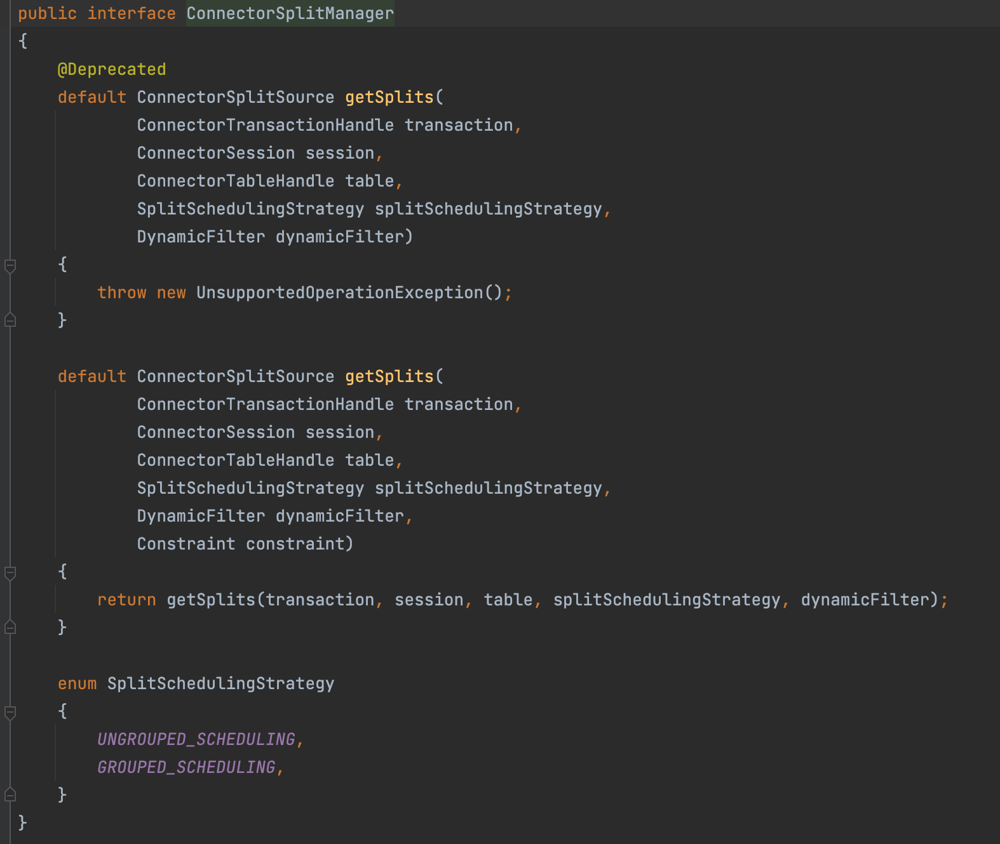 public interface ConnectorSplitManager
{
    @Deprecated
    default ConnectorSplitSource getSplits(
            ConnectorTransactionHandle transaction,
            ConnectorSession session,
            ConnectorTableHandle table,
            SplitSchedulingStrategy splitSchedulingStrategy,
            DynamicFilter dynamicFilter)
    {
        throw new UnsupportedOperationException();
    }

    default ConnectorSplitSource getSplits(
            ConnectorTransactionHandle transaction,
            ConnectorSession session,
            ConnectorTableHandle table,
            SplitSchedulingStrategy splitSchedulingStrategy,
            DynamicFilter dynamicFilter,
            Constraint constraint)
    {
        return getSplits(transaction, session, table, splitSchedulingStrategy, dynamicFilter);
    }

    enum SplitSchedulingStrategy
    {
        UNGROUPED_SCHEDULING,
        GROUPED_SCHEDULING,
    }
}